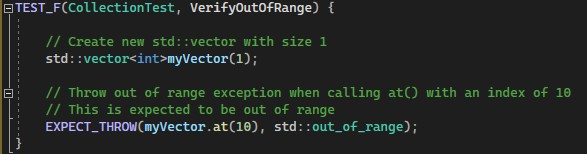 TEST_F(CollectionTest, VerifyOutOfRange) {
// Create new std::vector with size 1
std::vector<int>myVector(1);
// Throw out of range exception when calling at() with an index of 10
// This is expected to be out of range
EXPECT_THROW(myVector.at(10), std::out_of_range);
}